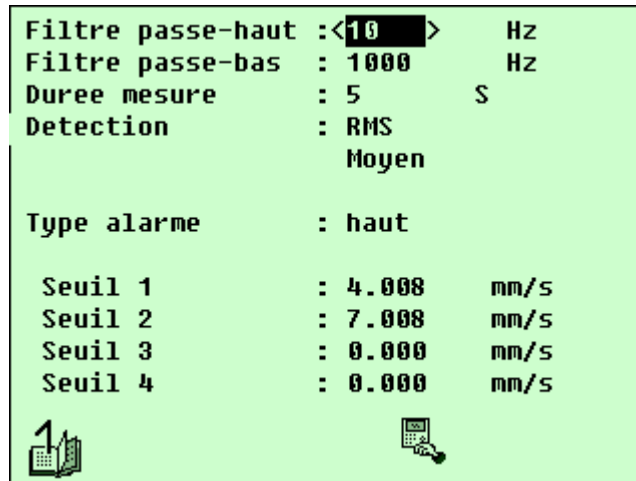 Filtre passe-haut :<10 > Hz
Filtre passe-bas : 1000 Hz
Duree mesure : 5 S
Detection : RMS
Moyen
Type alarme : haut
Seuil 1 : 4.008 mm/s
Seuil 2 : 7.008 mm/s
Seuil 3 : 0.000 mm/s
Seuil 4 : 0.000 mm/s
1